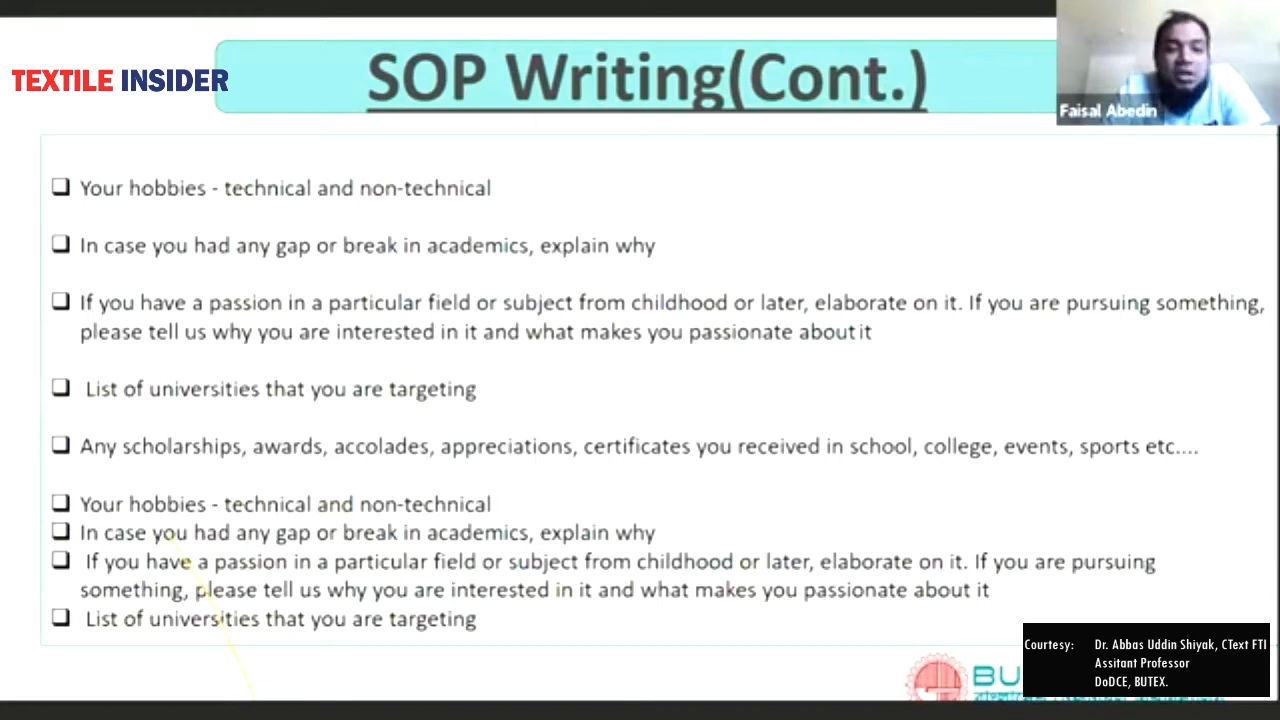 TEXTILE INSIDER
SOP Writing(Cont.)
Faisal Abedin
❑ Your hobbies - technical and non-technical
❑ In case you had any gap or break in academics, explain why
❑ If you have a passion in a particular field or subject from childhood or later, elaborate on it. If you are pursuing something,
please tell us why you are interested in it and what makes you passionate about it
❑ List of universities that you are targeting
❑ Any scholarships, awards, accolades, appreciations, certificates you received in school, college, events, sports etc....
❑ Your hobbies - technical and non-technical
❑ In case you had any gap or break in academics, explain why
❑ If you have a passion in a particular field or subject from childhood or later, elaborate on it. If you are pursuing
something, please tell us why you are interested in it and what makes you passionate about it
❑ List of universities that you are targeting
Courtesy: Dr. Abbas Uddin Shiyak, CText FTI
Assitant Professor
DoDCE, BUTEX.
BU